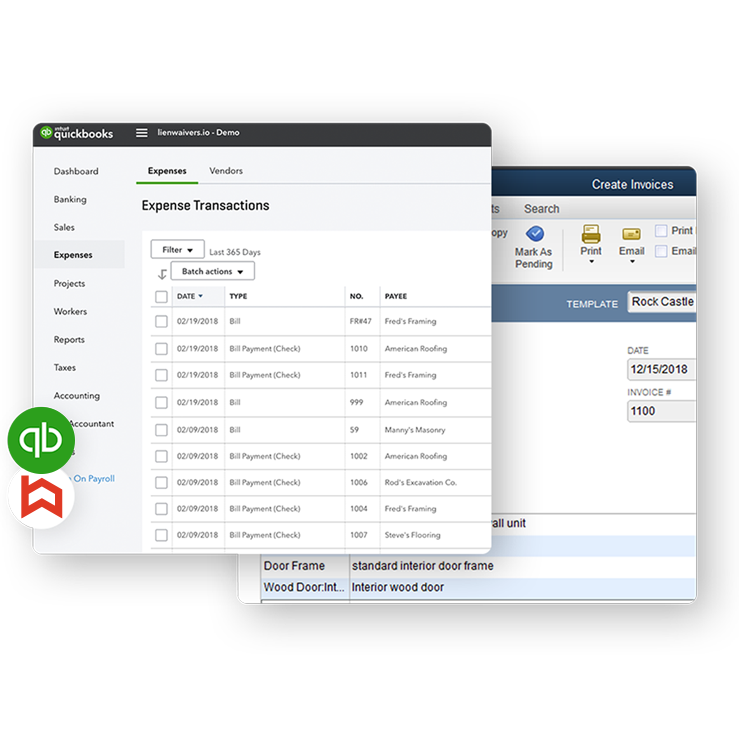 intuit
quickbooks
lienwaivers.io - Demo
Dashboard
Banking
Sales
Expenses
Projects
Workers
Reports
Taxes
Accounting
Accountant
On Payroll
Expenses Vendors
Expense Transactions
Filter Last 365 Days
Batch actions
DATE TYPE NO. PAYEE
02/19/2018 Bill FR#47 Fred's Framing
02/19/2018 Bill Payment (Check) 1010 American Roofing
02/19/2018 Bill Payment (Check) 1011 Fred's Framing
02/19/2018 Bill 999 American Roofing
02/09/2018 Bill 59 Manny's Masonry
02/09/2018 Bill Payment (Check) 1002 American Roofing
02/09/2018 Bill Payment (Check) 1006 Rod's Excavation Co.
02/09/2018 Bill Payment (Check) 1004 Fred's Framing
02/09/2018 Bill Payment (Check) 1007 Steve's Flooring
qb
Create Invoices
ts Search
opy
Mark As
Pending
Print
Email
Print
Email
TEMPLATE Rock Castle
DATE
12/15/2018
INVOICE #
1100
all unit
Door Frame standard interior door frame
Wood Door:Int... Interior wood door